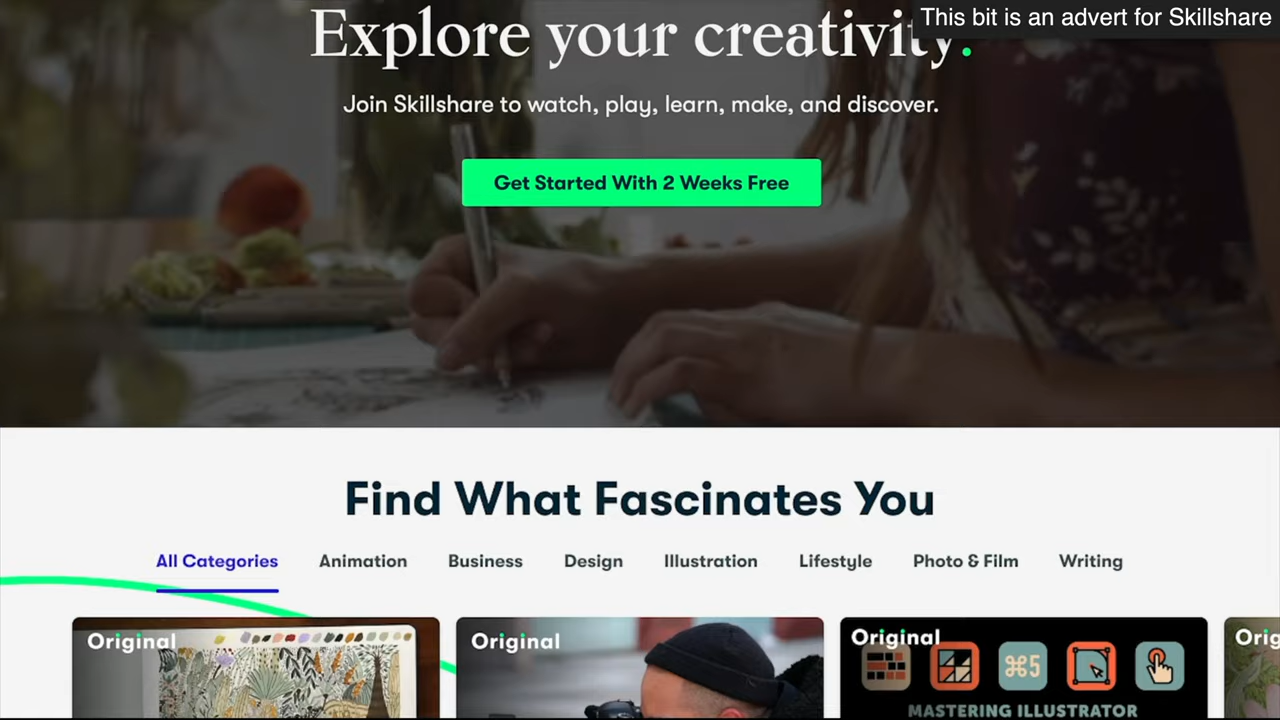 This bit is an advert for Skillshare
Explore your creativity.
Join Skillshare to watch, play, learn, make, and discover.
Get Started With 2 Weeks Free
Find What Fascinates You
All Categories Animation Business Design Illustration Lifestyle Photo & Film Writing
Original Original Original Orig
⌘5
MASTERING ILLUSTRATOR